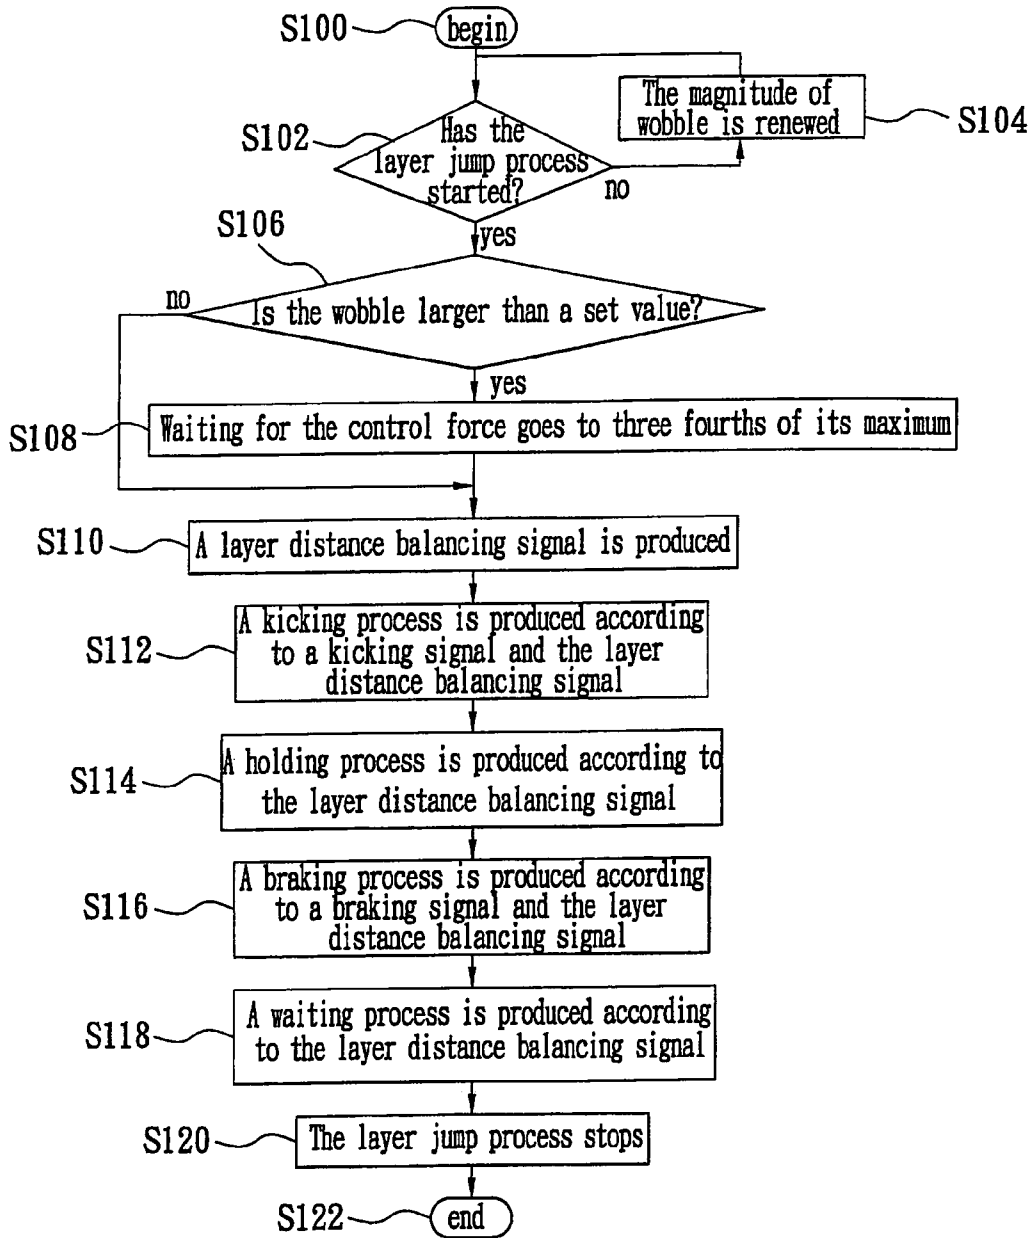 S100
begin
The magnitude of
wobble is renewed
S104
S102
Has the
layer jump process
started?
no
yes
S106
no
Is the wobble larger than a set value?
yes
S108
Waiting for the control force goes to three fourths of its maximum
S110
A layer distance balancing signal is produced
S112
A kicking process is produced according
to a kicking signal and the layer
distance balancing signal
S114
A holding process is produced according to
the layer distance balancing signal
S116
A braking process is produced according
to a braking signal and the layer
distance balancing signal
S118
A waiting process is produced according
to the layer distance balancing signal
S120
The layer jump process stops
S122
end